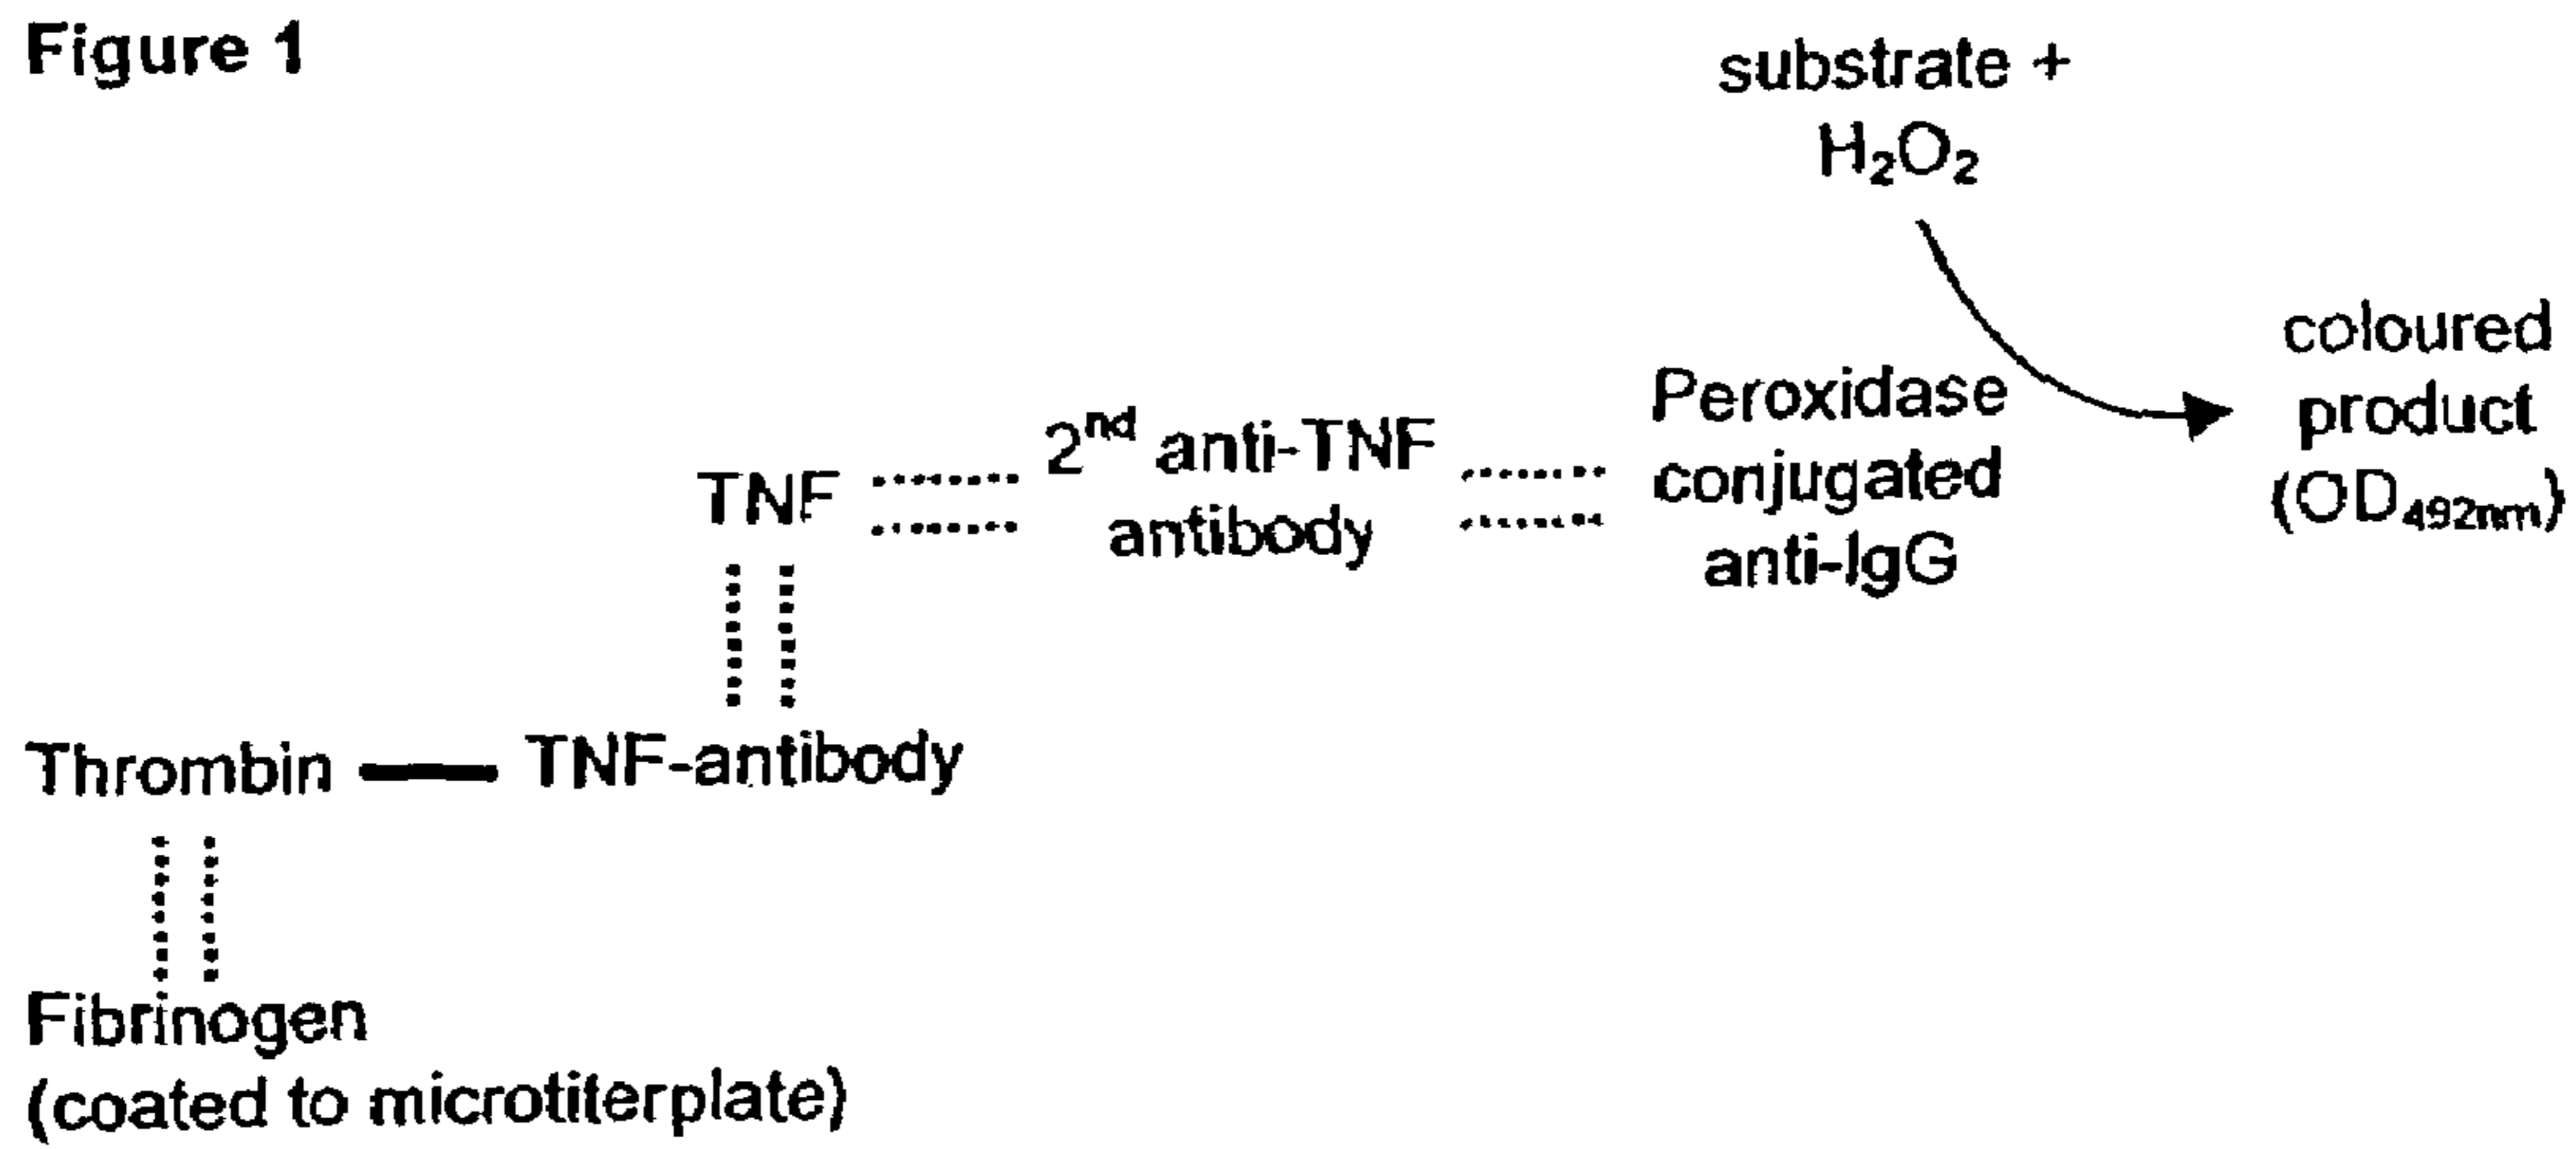 Figure 1
substrate +
H₂O₂
coloured
product
(OD₄₉₂ₙₘ)
Peroxidase
conjugated
anti-IgG
2ⁿᵈ anti-TNF
antibody
TNF
Thrombin
TNF-antibody
Fibrinogen
(coated to microtiterplate)